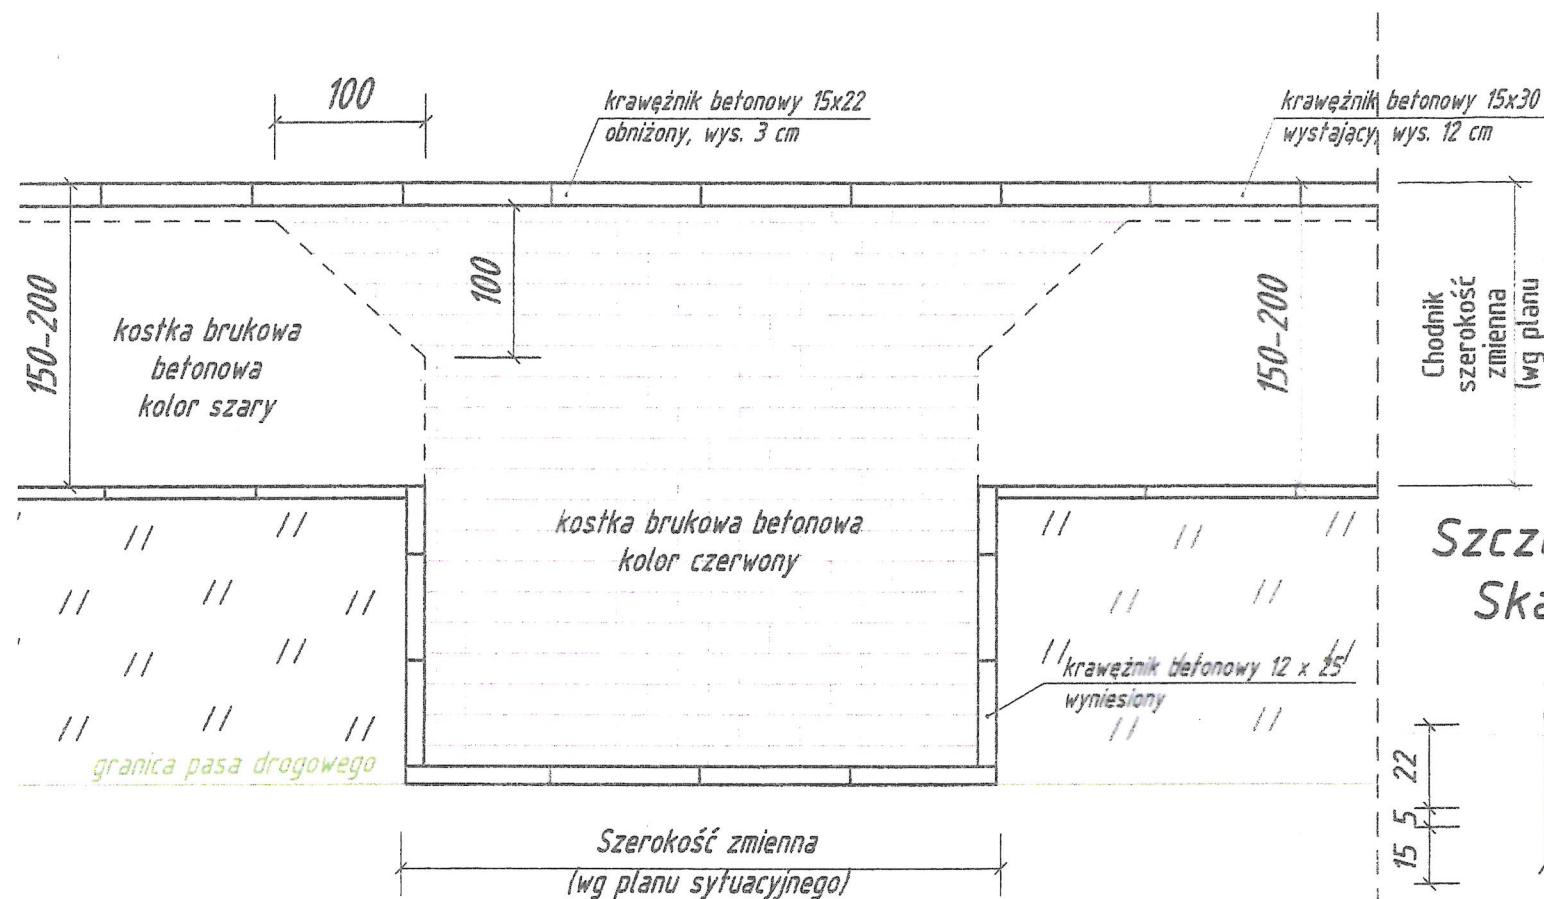 100
krawężnik betonowy 15x22
obniżony, wys. 3 cm
krawężnik betonowy 15x30
wystający, wys. 12 cm
150-200
kostka brukowa
betonowa
kolor szary
100
150-200
Chodnik
szerokość
zmienna
(wg planu
kostka brukowa betonowa
kolor czerwony
krawężnik betonowy 12 x 25
wyniesiony
granica pasa drogowego
22
5
15
Szerokość zmienna
(wg planu sytuacyjnego)